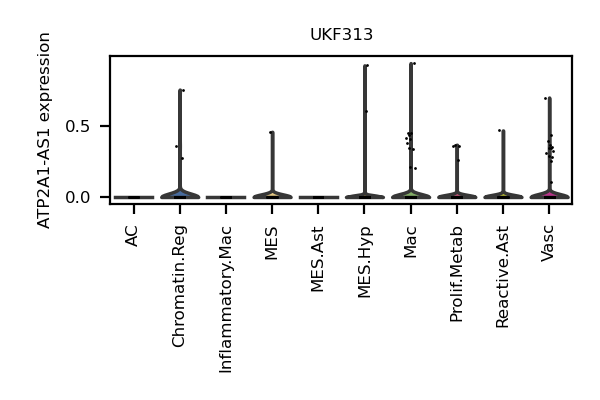 UKF313
ATP2A1-AS1 expression
0.5
0.0
AC
Chromatin.Reg
Inflammatory.Mac
MES
MES.Ast
MES.Hyp
Mac
Prolif.Metab
Reactive.Ast
Vasc